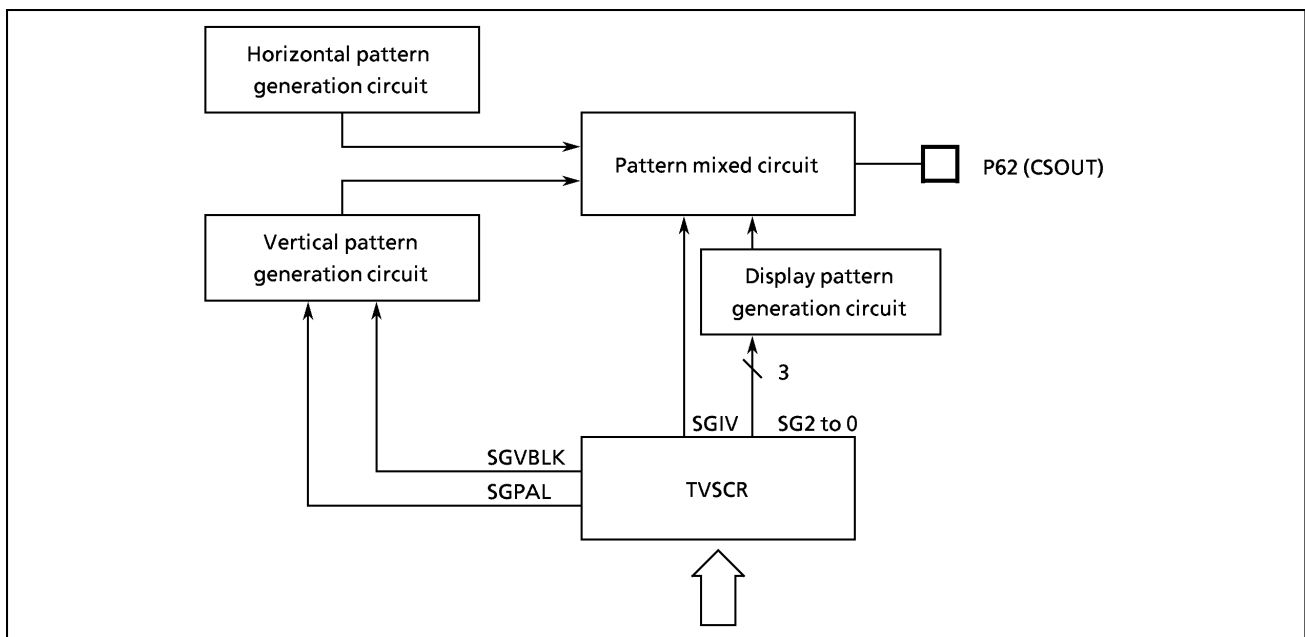 Horizontal pattern
generation circuit
Pattern mixed circuit
P62 (CSOUT)
Vertical pattern
generation circuit
Display pattern
generation circuit
3
SGIV
SG2 to 0
SGVBLK
SGPAL
TVSCR